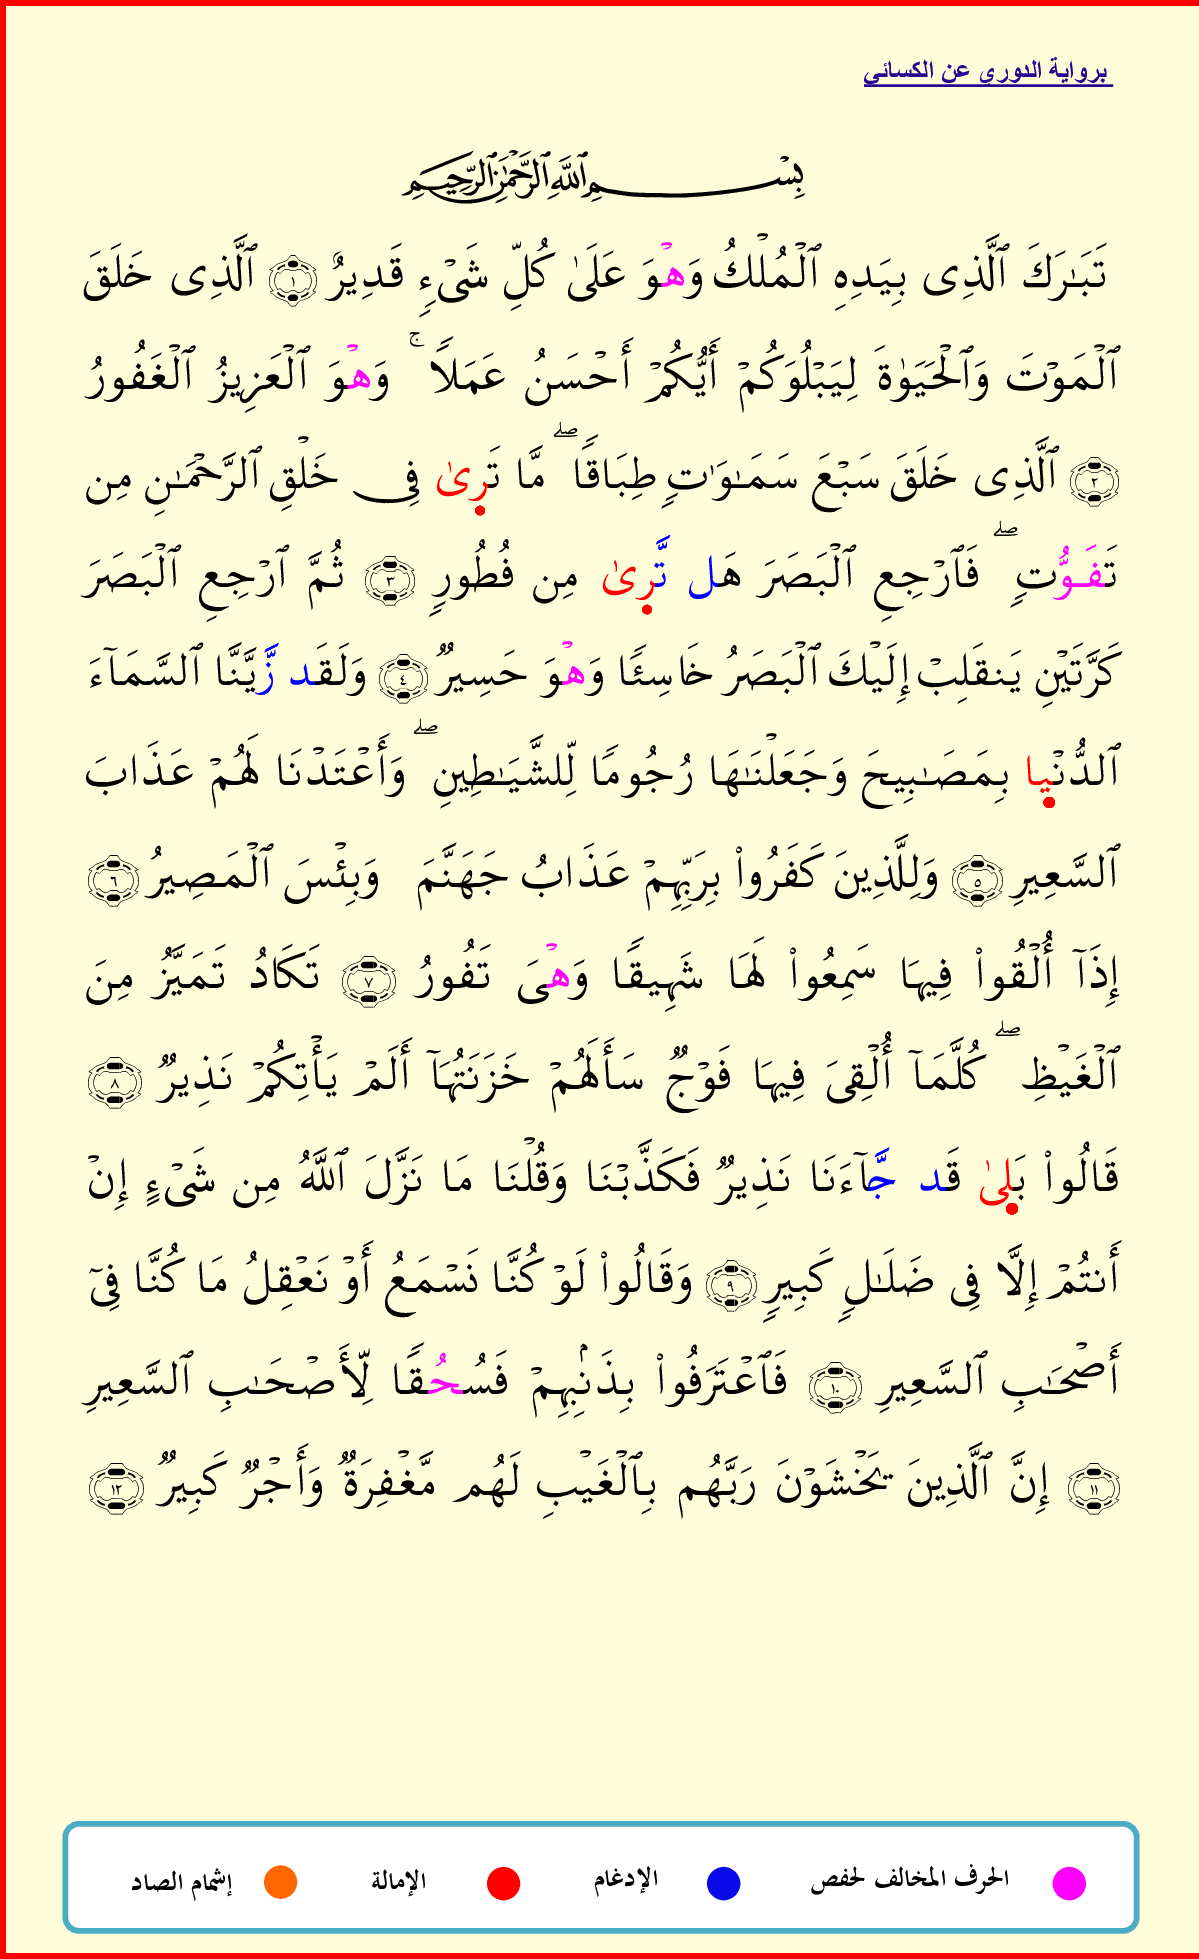 برواية الدوري عن الكسائي
بِسْمِ ٱللَّهِ ٱلرَّحْمَٰنِ ٱلرَّحِيمِ
تَبَٰرَكَ ٱلَّذِى بِيَدِهِ ٱلْمُلْكُ وَهْوَ عَلَىٰ كُلِّ شَىْءٍ قَدِيرٌ ١ ٱلَّذِى خَلَقَ
ٱلْمَوْتَ وَٱلْحَيَوٰةَ لِيَبْلُوَكُمْ أَيُّكُمْ أَحْسَنُ عَمَلًا ۚ وَهْوَ ٱلْعَزِيزُ ٱلْغَفُورُ
٢ ٱلَّذِى خَلَقَ سَبْعَ سَمَٰوَٰتٍ طِبَاقًا ۖ مَّا تَرِىٰ فِى خَلْقِ ٱلرَّحْمَٰنِ مِن
تَفَوُّتٍ ۖ فَٱرْجِعِ ٱلْبَصَرَ هَل تَّرِىٰ مِن فُطُورٍ ٣ ثُمَّ ٱرْجِعِ ٱلْبَصَرَ
كَرَّتَيْنِ يَنقَلِبْ إِلَيْكَ ٱلْبَصَرُ خَاسِئًا وَهْوَ حَسِيرٌ ٤ وَلَقَد زَّيَّنَّا ٱلسَّمَآءَ
ٱلدُّنْيا بِمَصَٰبِيحَ وَجَعَلْنَٰهَا رُجُومًا لِّلشَّيَٰطِينِ ۖ وَأَعْتَدْنَا لَهُمْ عَذَابَ
ٱلسَّعِيرِ ٥ وَلِلَّذِينَ كَفَرُوا۟ بِرَبِّهِمْ عَذَابُ جَهَنَّمَ وَبِئْسَ ٱلْمَصِيرُ ٦
إِذَآ أُلْقُوا۟ فِيهَا سَمِعُوا۟ لَهَا شَهِيقًا وَهْىَ تَفُورُ ٧ تَكَادُ تَمَيَّزُ مِنَ
ٱلْغَيْظِ ۖ كُلَّمَآ أُلْقِىَ فِيهَا فَوْجٌ سَأَلَهُمْ خَزَنَتُهَآ أَلَمْ يَأْتِكُمْ نَذِيرٌ ٨
قَالُوا۟ بَلِىٰ قَد جَّآءَنَا نَذِيرٌ فَكَذَّبْنَا وَقُلْنَا مَا نَزَّلَ ٱللَّهُ مِن شَىْءٍ إِنْ
أَنتُمْ إِلَّا فِى ضَلَٰلٍ كَبِيرٍ ٩ وَقَالُوا۟ لَوْ كُنَّا نَسْمَعُ أَوْ نَعْقِلُ مَا كُنَّا فِىٓ
أَصْحَٰبِ ٱلسَّعِيرِ ١٠ فَٱعْتَرَفُوا۟ بِذَنۢبِهِمْ فَسُحُقًا لِّأَصْحَٰبِ ٱلسَّعِيرِ
١١ إِنَّ ٱلَّذِينَ يَخْشَوْنَ رَبَّهُم بِٱلْغَيْبِ لَهُم مَّغْفِرَةٌ وَأَجْرٌ كَبِيرٌ ١٢
الحرف المخالف لحفص الإدغام الإمالة إشمام الصاد